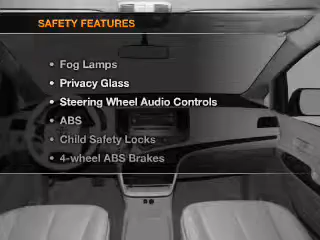 SAFETY FEATURES
• Fog Lamps
• Privacy Glass
• Steering Wheel Audio Controls
• ABS
• Child Safety Locks
• 4-wheel ABS Brakes